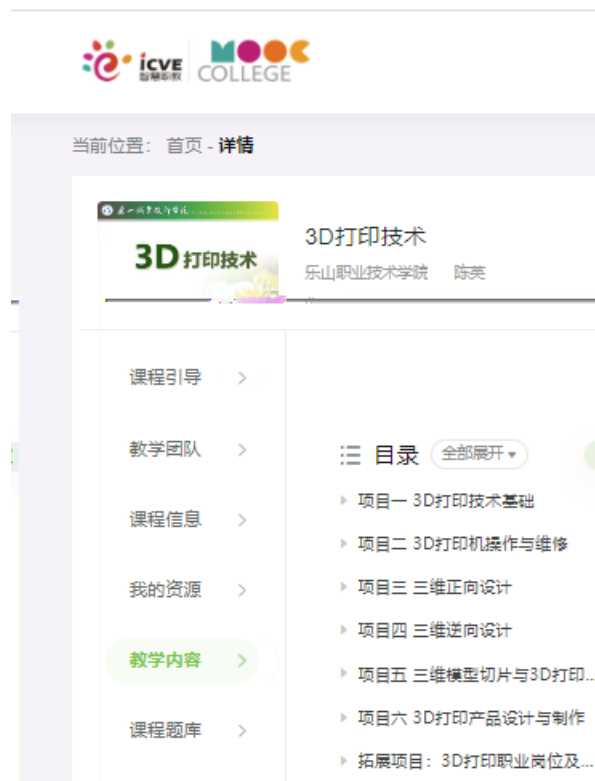 icve
智慧职教
MOOC
COLLEGE
当前位置： 首页 - 详情
3D打印技术
3D打印技术
乐山职业技术学院 陈英
课程引导
教学团队
目录 全部展开
项目一 3D打印技术基础
课程信息
项目二 3D打印机操作与维修
我的资源
项目三 三维正向设计
项目四 三维逆向设计
教学内容
项目五 三维模型切片与3D打印...
项目六 3D打印产品设计与制作
课程题库
拓展项目：3D打印职业岗位及...